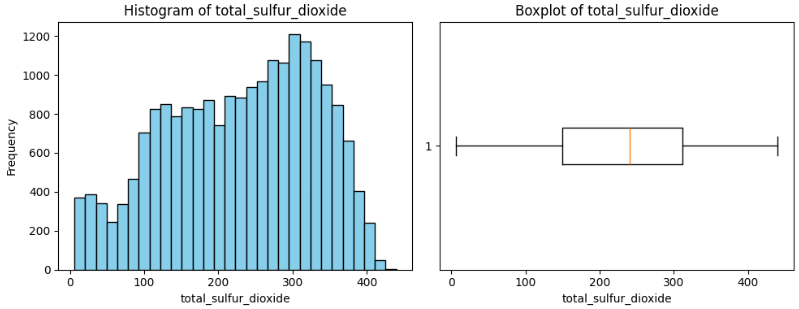 Histogram of total_sulfur_dioxide
Frequency
1200
1000
800
600
400
200
0
0 100 200 300 400
total_sulfur_dioxide
Boxplot of total_sulfur_dioxide
1
0 100 200 300 400
total_sulfur_dioxide